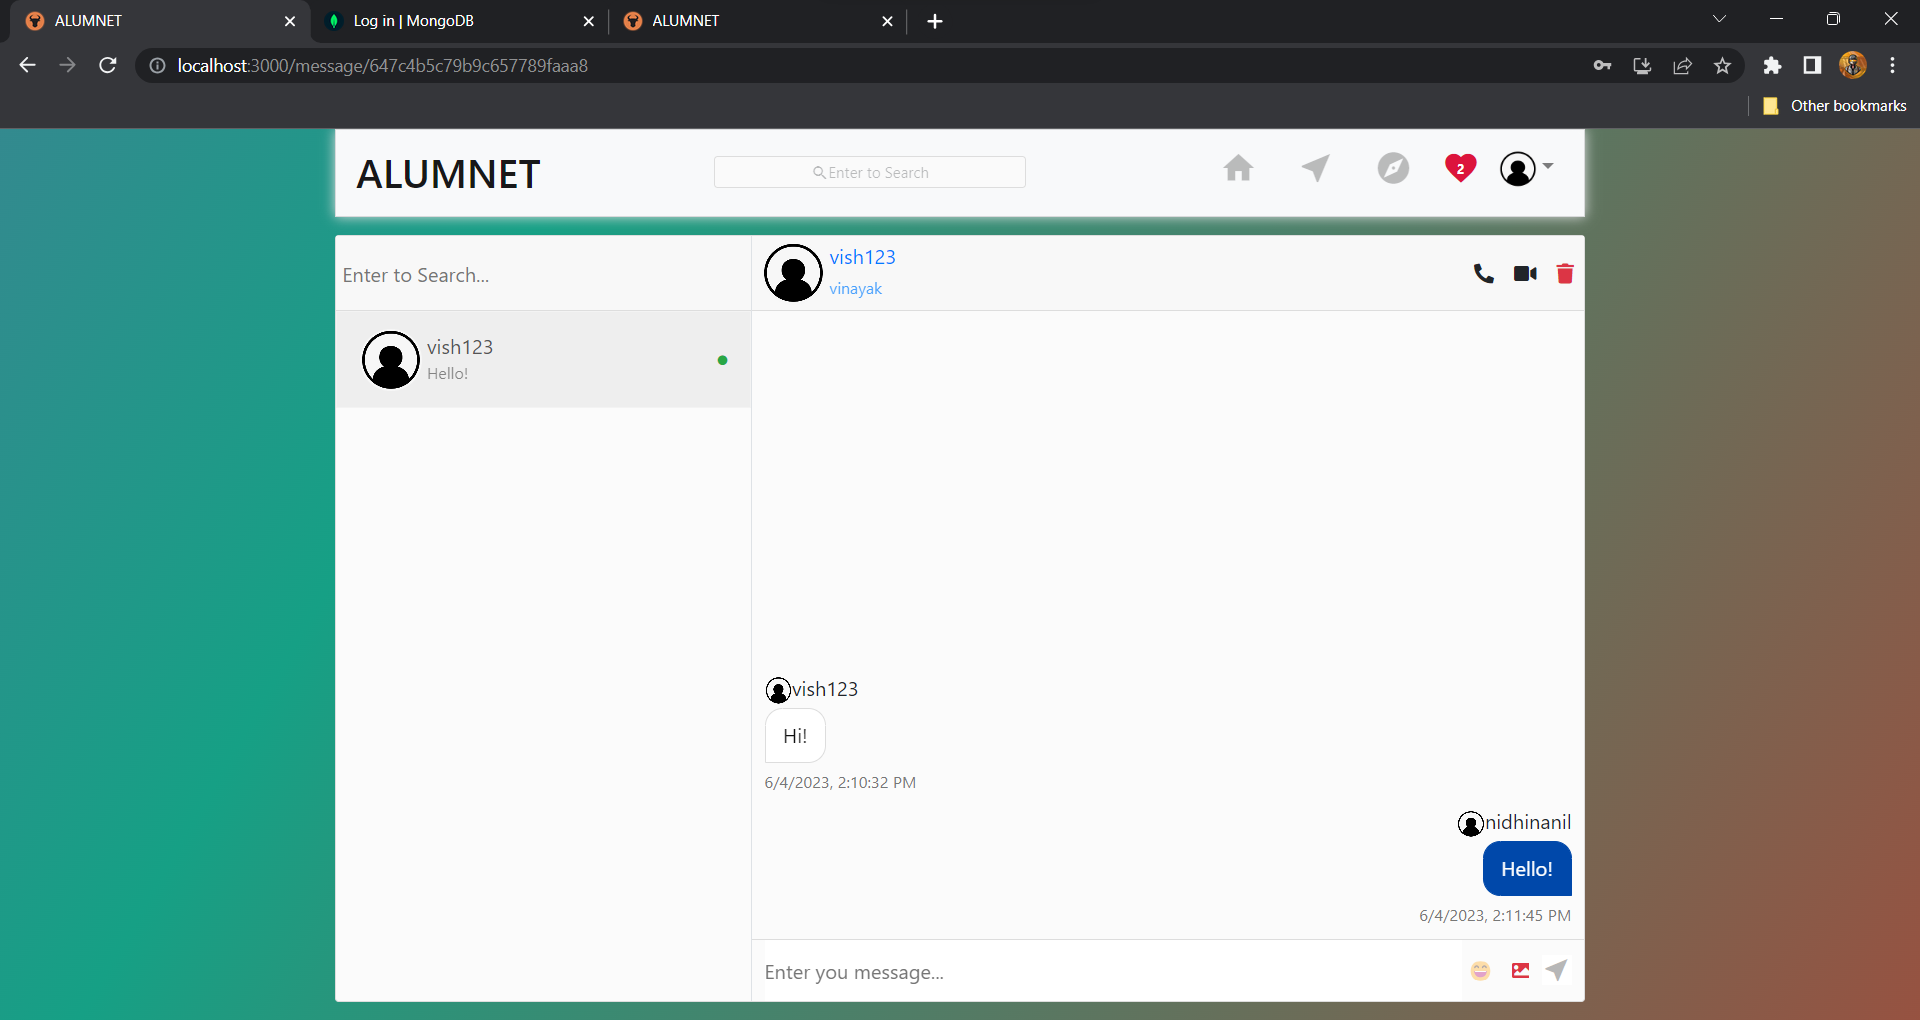 ALUMNET
Log in | MongoDB
ALUMNET
localhost:3000/message/647c4b5c79b9c657789faaa8
Other bookmarks
ALUMNET
Enter to Search
2
Enter to Search...
vish123
vinayak
vish123
Hello!
vish123
Hi!
6/4/2023, 2:10:32 PM
nidhinanil
Hello!
6/4/2023, 2:11:45 PM
Enter you message...